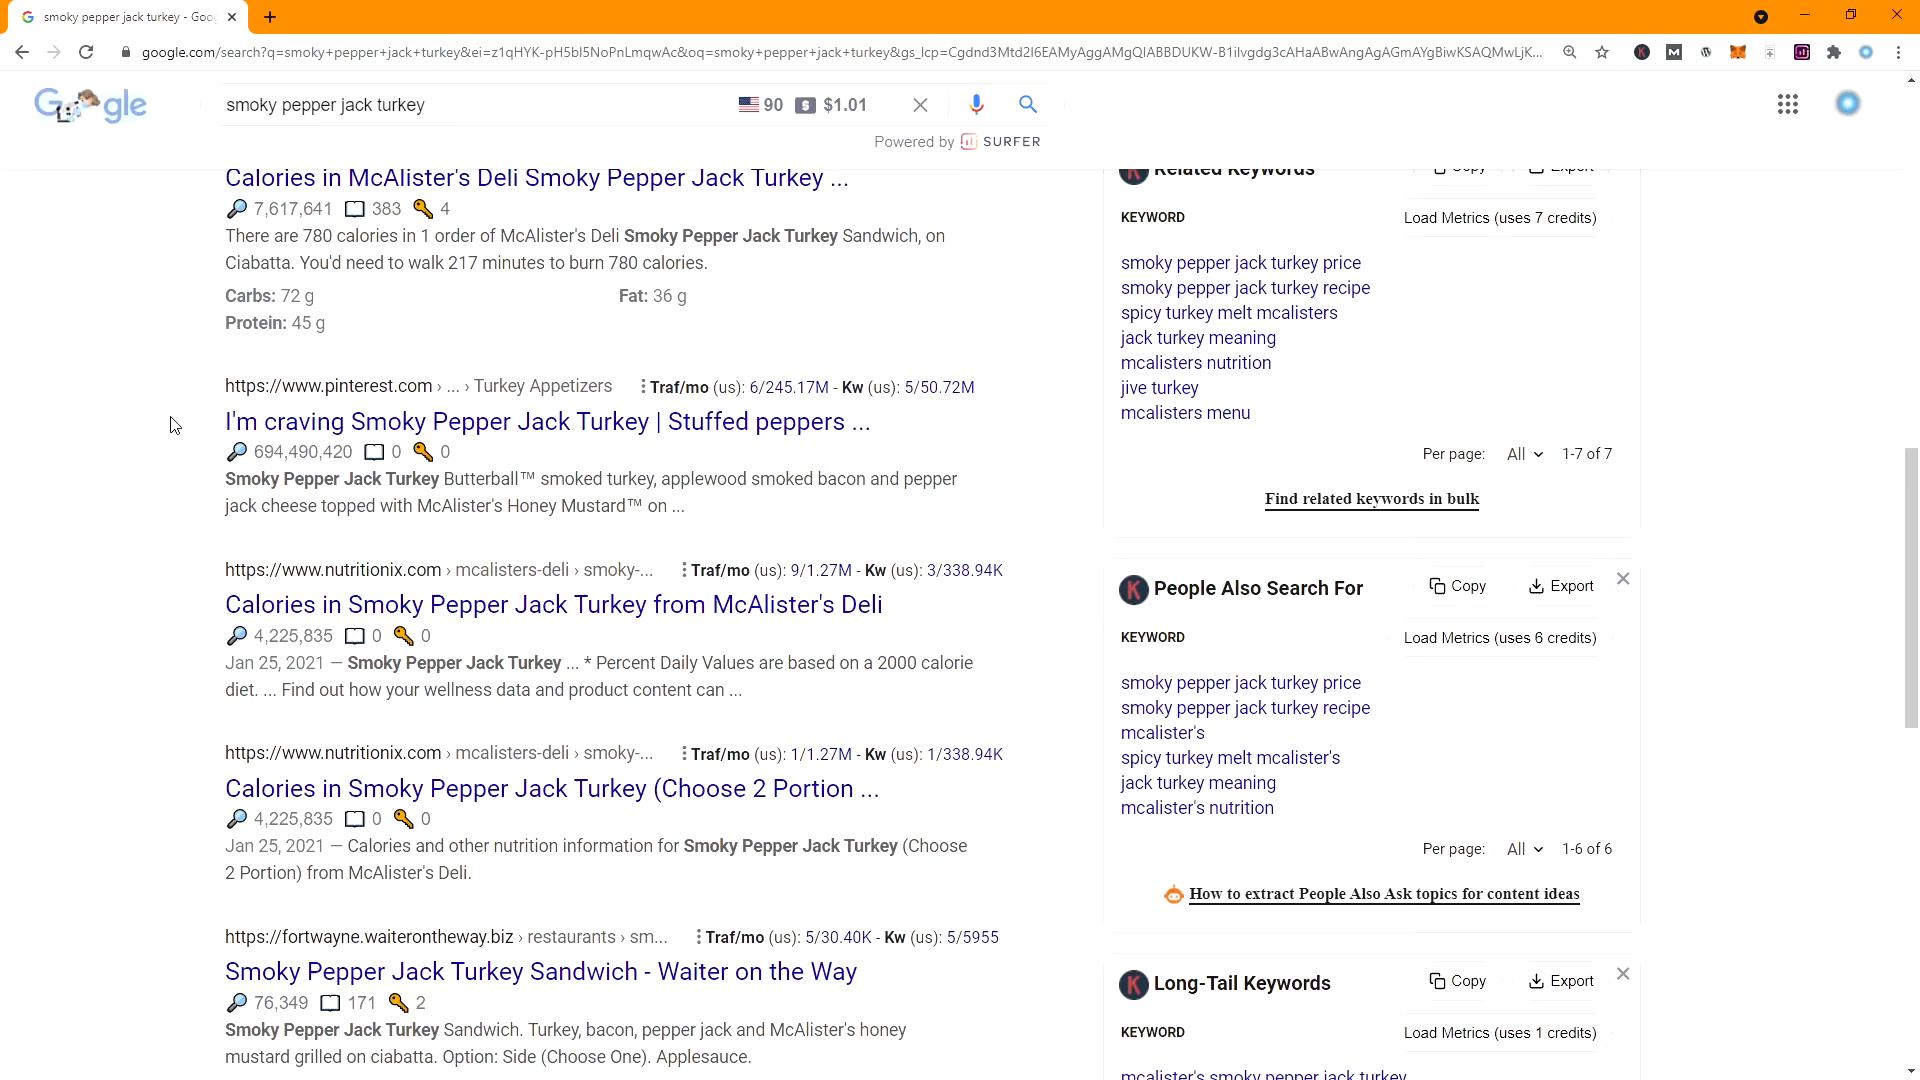 smoky pepper jack turkey - Goo
google.com/search?q=smoky+pepper+jack+turkey&ei=z1qHYK-pH5bI5NoPnLmqwAc&oq=smoky+pepper+jack+turkey&gs_lcp=Cgdnd3Mtd2l6EAMyAggAMgQIABBDUKW-B1iIvgdg3cAHaABwAngAgAGmAYgBiwKSAQMwLjK...
Google
smoky pepper jack turkey
90 $ $1.01
Powered by SURFER
Calories in McAlister's Deli Smoky Pepper Jack Turkey ...
7,617,641 383 4
There are 780 calories in 1 order of McAlister's Deli Smoky Pepper Jack Turkey Sandwich, on
Ciabatta. You'd need to walk 217 minutes to burn 780 calories.
Carbs: 72 g Fat: 36 g
Protein: 45 g
https://www.pinterest.com › ... › Turkey Appetizers Traf/mo (us): 6/245.17M - Kw (us): 5/50.72M
I'm craving Smoky Pepper Jack Turkey | Stuffed peppers ...
694,490,420 0 0
Smoky Pepper Jack Turkey Butterball™ smoked turkey, applewood smoked bacon and pepper
jack cheese topped with McAlister's Honey Mustard™ on ...
https://www.nutritionix.com › mcalisters-deli › smoky-... Traf/mo (us): 9/1.27M - Kw (us): 3/338.94K
Calories in Smoky Pepper Jack Turkey from McAlister's Deli
4,225,835 0 0
Jan 25, 2021 — Smoky Pepper Jack Turkey ... * Percent Daily Values are based on a 2000 calorie
diet. ... Find out how your wellness data and product content can ...
https://www.nutritionix.com › mcalisters-deli › smoky-... Traf/mo (us): 1/1.27M - Kw (us): 1/338.94K
Calories in Smoky Pepper Jack Turkey (Choose 2 Portion ...
4,225,835 0 0
Jan 25, 2021 — Calories and other nutrition information for Smoky Pepper Jack Turkey (Choose
2 Portion) from McAlister's Deli.
https://fortwayne.waiterontheway.biz › restaurants › sm... Traf/mo (us): 5/30.40K - Kw (us): 5/5955
Smoky Pepper Jack Turkey Sandwich - Waiter on the Way
76,349 171 2
Smoky Pepper Jack Turkey Sandwich. Turkey, bacon, pepper jack and McAlister's honey
mustard grilled on ciabatta. Option: Side (Choose One). Applesauce.
Related Keywords Copy Export
KEYWORD Load Metrics (uses 7 credits)
smoky pepper jack turkey price
smoky pepper jack turkey recipe
spicy turkey melt mcalisters
jack turkey meaning
mcalisters nutrition
jive turkey
mcalisters menu
Per page: All 1-7 of 7
Find related keywords in bulk
K People Also Search For Copy Export
KEYWORD Load Metrics (uses 6 credits)
smoky pepper jack turkey price
smoky pepper jack turkey recipe
mcalister's
spicy turkey melt mcalister's
jack turkey meaning
mcalister's nutrition
Per page: All 1-6 of 6
How to extract People Also Ask topics for content ideas
K Long-Tail Keywords Copy Export
KEYWORD Load Metrics (uses 1 credits)
mcalister's smoky pepper jack turkey